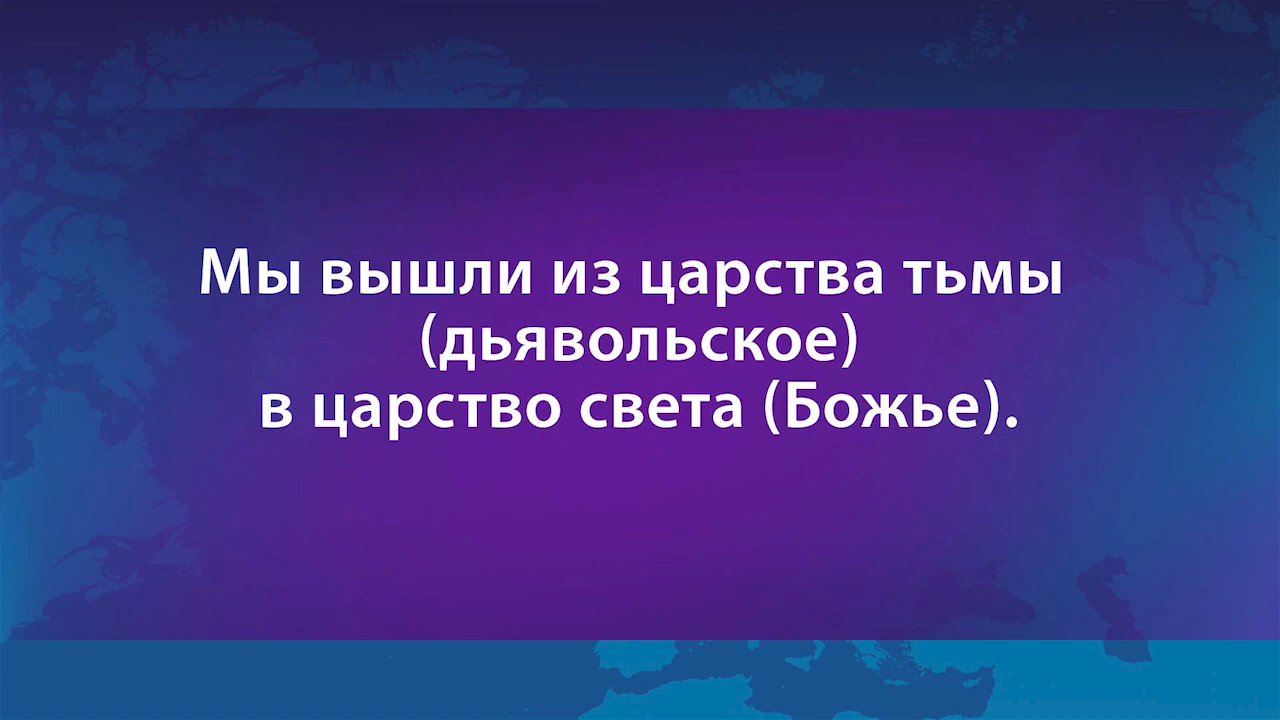 Мы вышли из царства тьмы
(дьявольское)
в царство света (Божье).